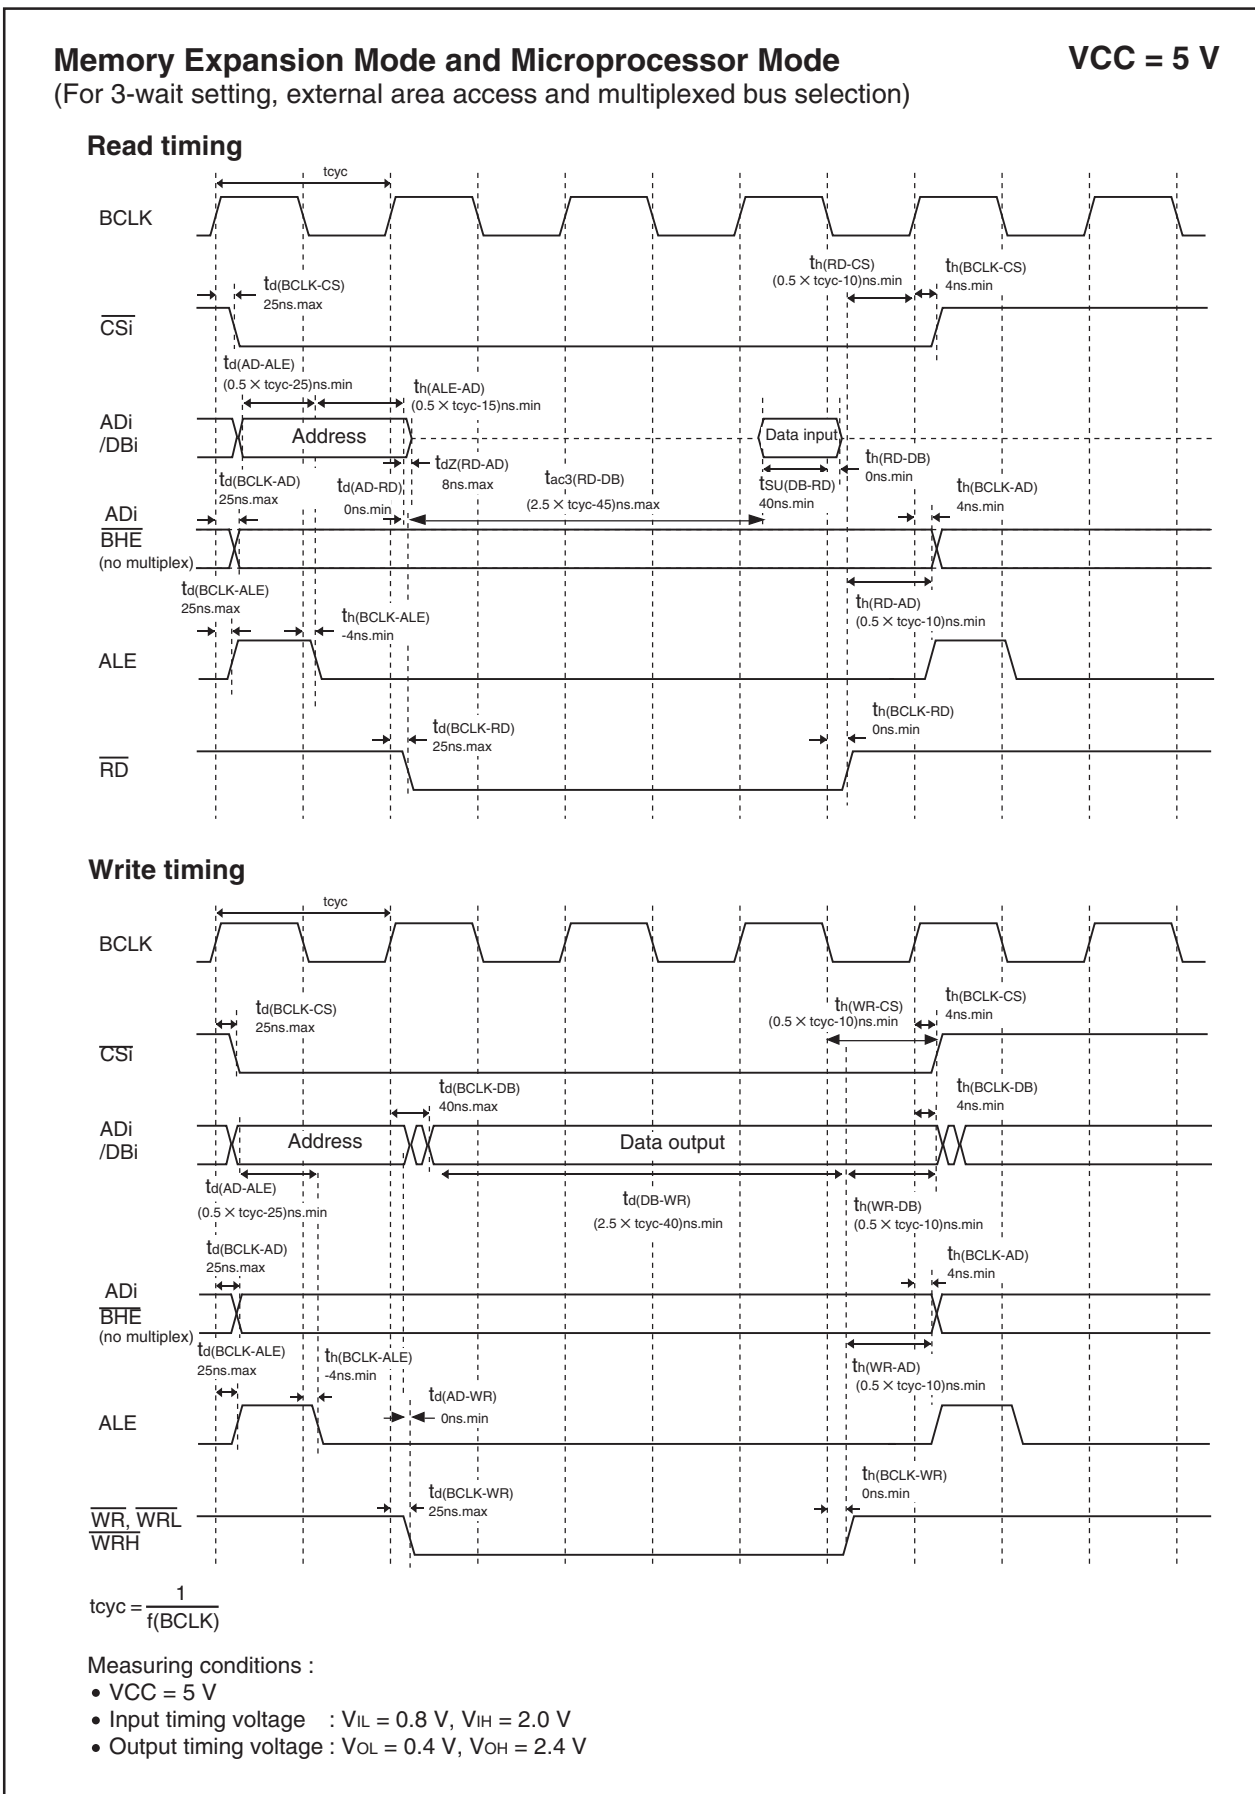 Memory Expansion Mode and Microprocessor Mode VCC = 5 V
(For 3-wait setting, external area access and multiplexed bus selection)
Read timing
tcyc
BCLK
th(RD-CS)
(0.5 × tcyc-10)ns.min
th(BCLK-CS)
4ns.min
td(BCLK-CS)
25ns.max
CSi
td(AD-ALE)
(0.5 × tcyc-25)ns.min
th(ALE-AD)
(0.5 × tcyc-15)ns.min
ADi
/DBi
Address
Data input
tdZ(RD-AD)
8ns.max
th(RD-DB)
0ns.min
td(BCLK-AD)
25ns.max
td(AD-RD)
0ns.min
tac3(RD-DB)
(2.5 × tcyc-45)ns.max
tSU(DB-RD)
40ns.min
th(BCLK-AD)
4ns.min
ADi
BHE
(no multiplex)
td(BCLK-ALE)
25ns.max
th(BCLK-ALE)
-4ns.min
th(RD-AD)
(0.5 × tcyc-10)ns.min
ALE
td(BCLK-RD)
25ns.max
th(BCLK-RD)
0ns.min
RD
Write timing
tcyc
BCLK
td(BCLK-CS)
25ns.max
th(WR-CS)
(0.5 × tcyc-10)ns.min
th(BCLK-CS)
4ns.min
CSi
td(BCLK-DB)
40ns.max
th(BCLK-DB)
4ns.min
ADi
/DBi
Address
Data output
td(AD-ALE)
(0.5 × tcyc-25)ns.min
td(DB-WR)
(2.5 × tcyc-40)ns.min
th(WR-DB)
(0.5 × tcyc-10)ns.min
td(BCLK-AD)
25ns.max
th(BCLK-AD)
4ns.min
ADi
BHE
(no multiplex)
td(BCLK-ALE)
25ns.max
th(BCLK-ALE)
-4ns.min
th(WR-AD)
(0.5 × tcyc-10)ns.min
td(AD-WR)
0ns.min
ALE
td(BCLK-WR)
25ns.max
th(BCLK-WR)
0ns.min
WR, WRL
WRH
tcyc = 1
f(BCLK)
Measuring conditions :
• VCC = 5 V
• Input timing voltage : VIL = 0.8 V, VIH = 2.0 V
• Output timing voltage : VOL = 0.4 V, VOH = 2.4 V